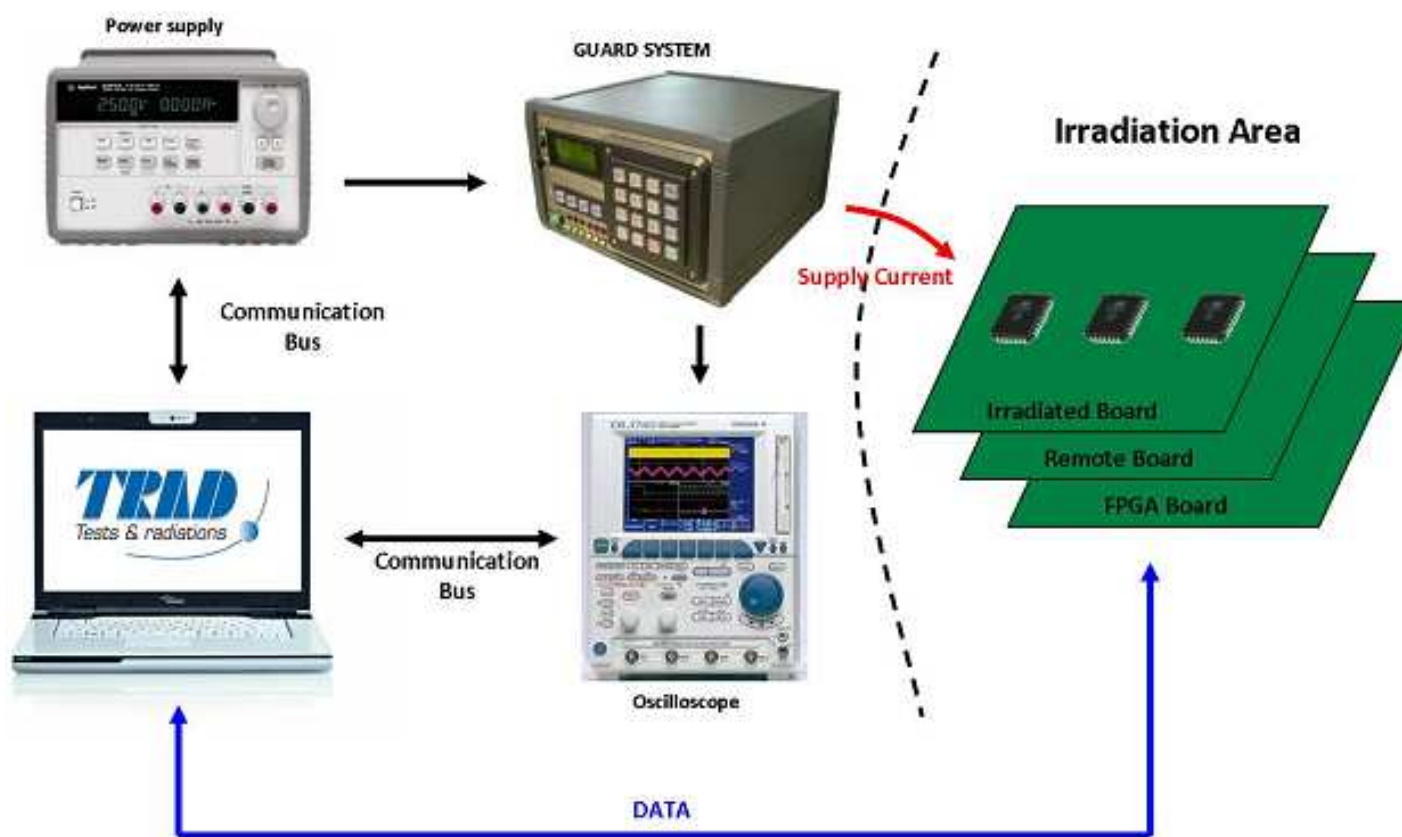 Power supply
GUARD SYSTEM
Irradiation Area
Supply Current
Communication
Bus
Irradiated Board
Remote Board
FPGA Board
TRAD
Tests & radiations
Communication
Bus
Oscilloscope
DATA